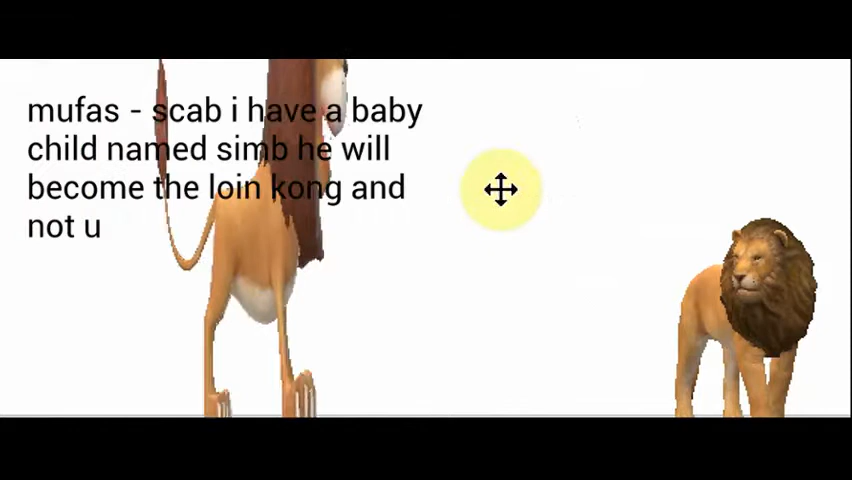 mufas - scab i have a baby
child named simb he will
become the loin kong and
not u